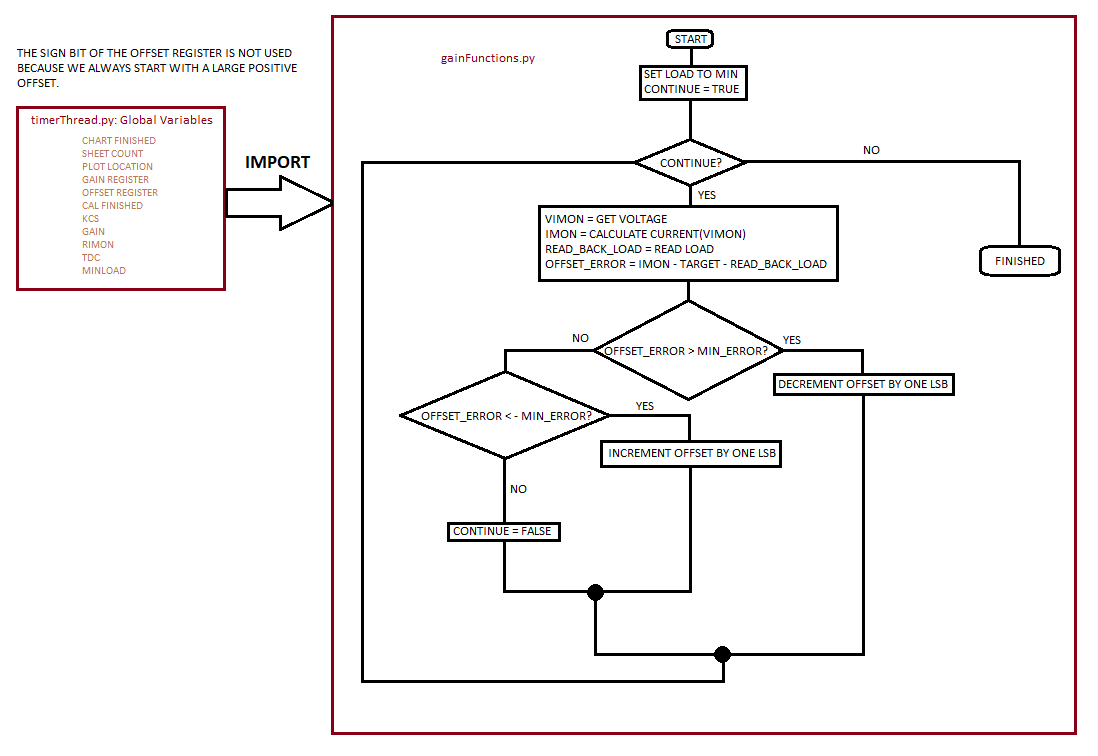 THE SIGN BIT OF THE OFFSET REGISTER IS NOT USED
BECAUSE WE ALWAYS START WITH A LARGE POSITIVE
OFFSET.
timerThread.py: Global Variables
CHART FINISHED
SHEET COUNT
PLOT LOCATION
GAIN REGISTER
OFFSET REGISTER
CAL FINISHED
KCS
GAIN
RIMON
TDC
MINLOAD
IMPORT
gainFunctions.py
START
SET LOAD TO MIN
CONTINUE = TRUE
CONTINUE?
NO
FINISHED
YES
VIMON = GET VOLTAGE
IMON = CALCULATE CURRENT(VIMON)
READ_BACK_LOAD = READ LOAD
OFFSET_ERROR = IMON - TARGET - READ_BACK_LOAD
OFFSET_ERROR > MIN_ERROR?
NO
YES
DECREMENT OFFSET BY ONE LSB
OFFSET_ERROR < - MIN_ERROR?
YES
INCREMENT OFFSET BY ONE LSB
NO
CONTINUE = FALSE